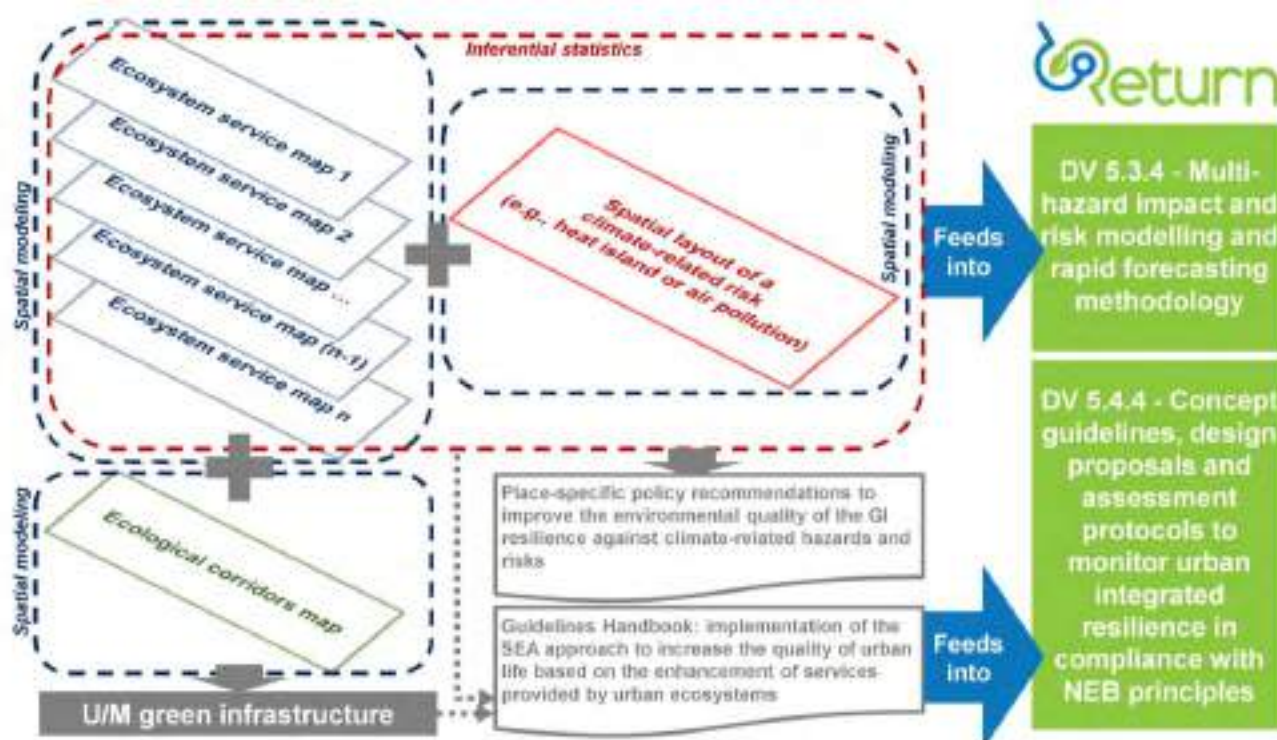 Inferential statistics
Spatial modeling
Ecosystem service map 1
Ecosystem service map 2
Ecosystem service map ...
Ecosystem service map (n-1)
Ecosystem service map n
Spatial layout of a
climate-related risk
(e.g., heat island or air pollution)
Spatial modeling
Feeds
into
Return
DV 5.3.4 - Multi-
hazard impact and
risk modelling and
rapid forecasting
methodology
Spatial modeling
Ecological corridors map
U/M green infrastructure
Place-specific policy recommendations to
improve the environmental quality of the GI
resilience against climate-related hazards and
risks
Guidelines Handbook: implementation of the
SEA approach to increase the quality of urban
life based on the enhancement of services
provided by urban ecosystems
Feeds
into
DV 5.4.4 - Concept
guidelines, design
proposals and
assessment
protocols to
monitor urban
integrated
resilience in
compliance with
NEB principles